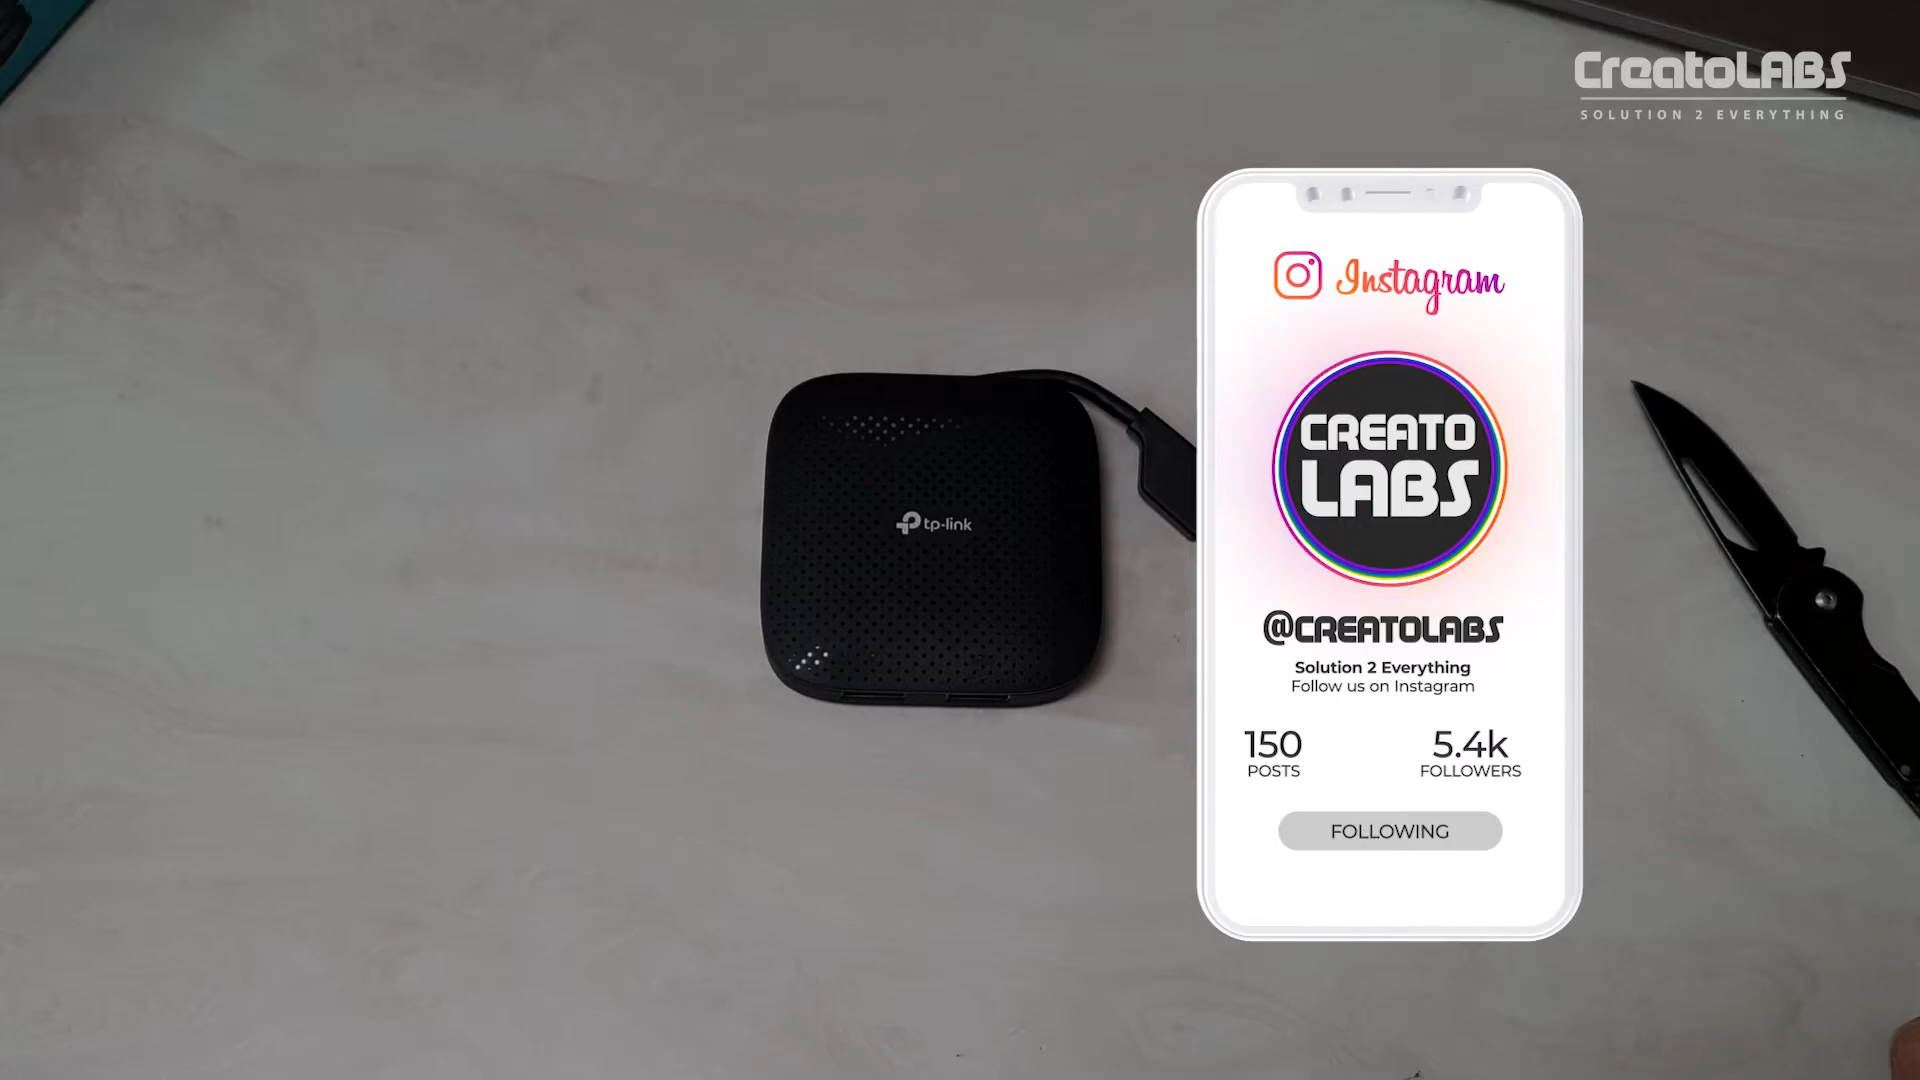 CreatoLABS
SOLUTION 2 EVERYTHING
Instagram
CREATO
LABS
@CREATOLABS
Solution 2 Everything
Follow us on Instagram
150
POSTS
5.4k
FOLLOWERS
FOLLOWING
tp-link